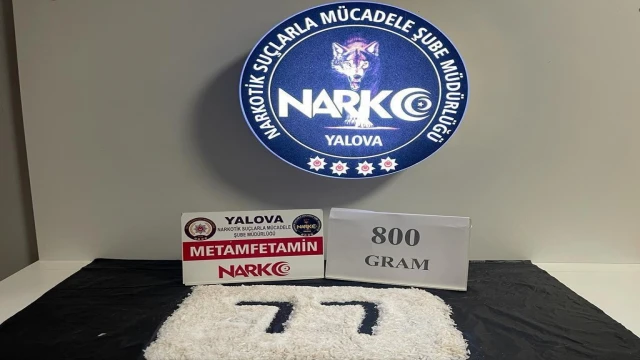 NARKOTİK SUÇLARLA MÜCADELE ŞUBE MÜDÜRLÜĞÜ
NARKO
YALOVA
YALOVA
NARKOTİK SUÇLARLA MÜCADELE
ŞUBE MÜDÜRLÜĞÜ
METAMFETAMİN
NARKO
800
GRAM
77